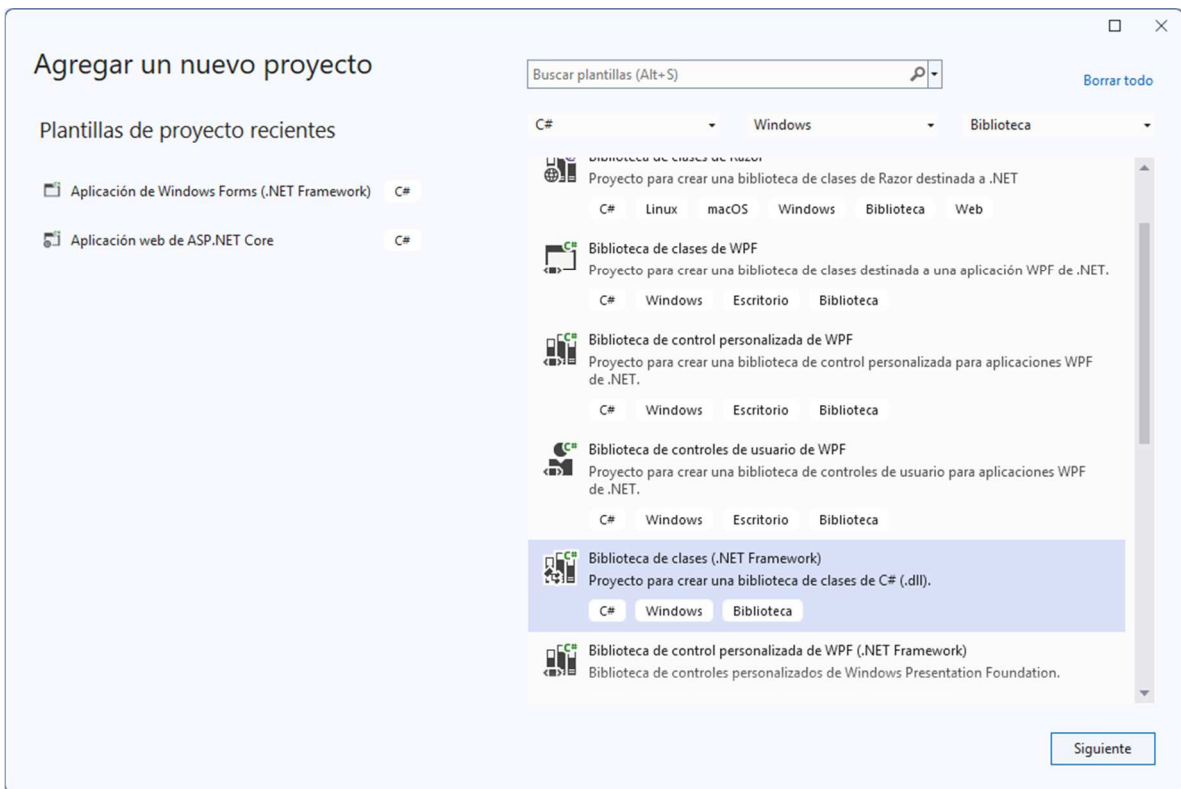 Agregar un nuevo proyecto
Buscar plantillas (Alt+S)
Borrar todo
Plantillas de proyecto recientes
C# Windows Biblioteca
Aplicación de Windows Forms (.NET Framework) C#
Aplicación web de ASP.NET Core C#
Biblioteca de clases de Razor
Proyecto para crear una biblioteca de clases de Razor destinada a .NET
C# Linux macOS Windows Biblioteca Web
C#
Biblioteca de clases de WPF
Proyecto para crear una biblioteca de clases destinada a una aplicación WPF de .NET.
C# Windows Escritorio Biblioteca
C#
Biblioteca de control personalizada de WPF
Proyecto para crear una biblioteca de control personalizada para aplicaciones WPF
de .NET.
C# Windows Escritorio Biblioteca
C#
Biblioteca de controles de usuario de WPF
Proyecto para crear una biblioteca de controles de usuario para aplicaciones WPF
de .NET.
C# Windows Escritorio Biblioteca
C#
Biblioteca de clases (.NET Framework)
Proyecto para crear una biblioteca de clases de C# (.dll).
C# Windows Biblioteca
C#
Biblioteca de control personalizada de WPF (.NET Framework)
Biblioteca de controles personalizados de Windows Presentation Foundation.
Siguiente